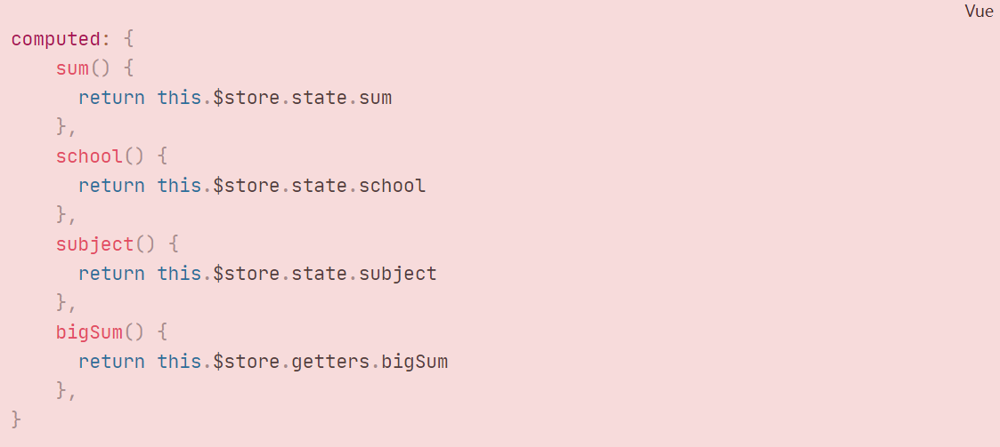 Vue
computed: {
    sum() {
      return this.$store.state.sum
    },
    school() {
      return this.$store.state.school
    },
    subject() {
      return this.$store.state.subject
    },
    bigSum() {
      return this.$store.getters.bigSum
    },
}